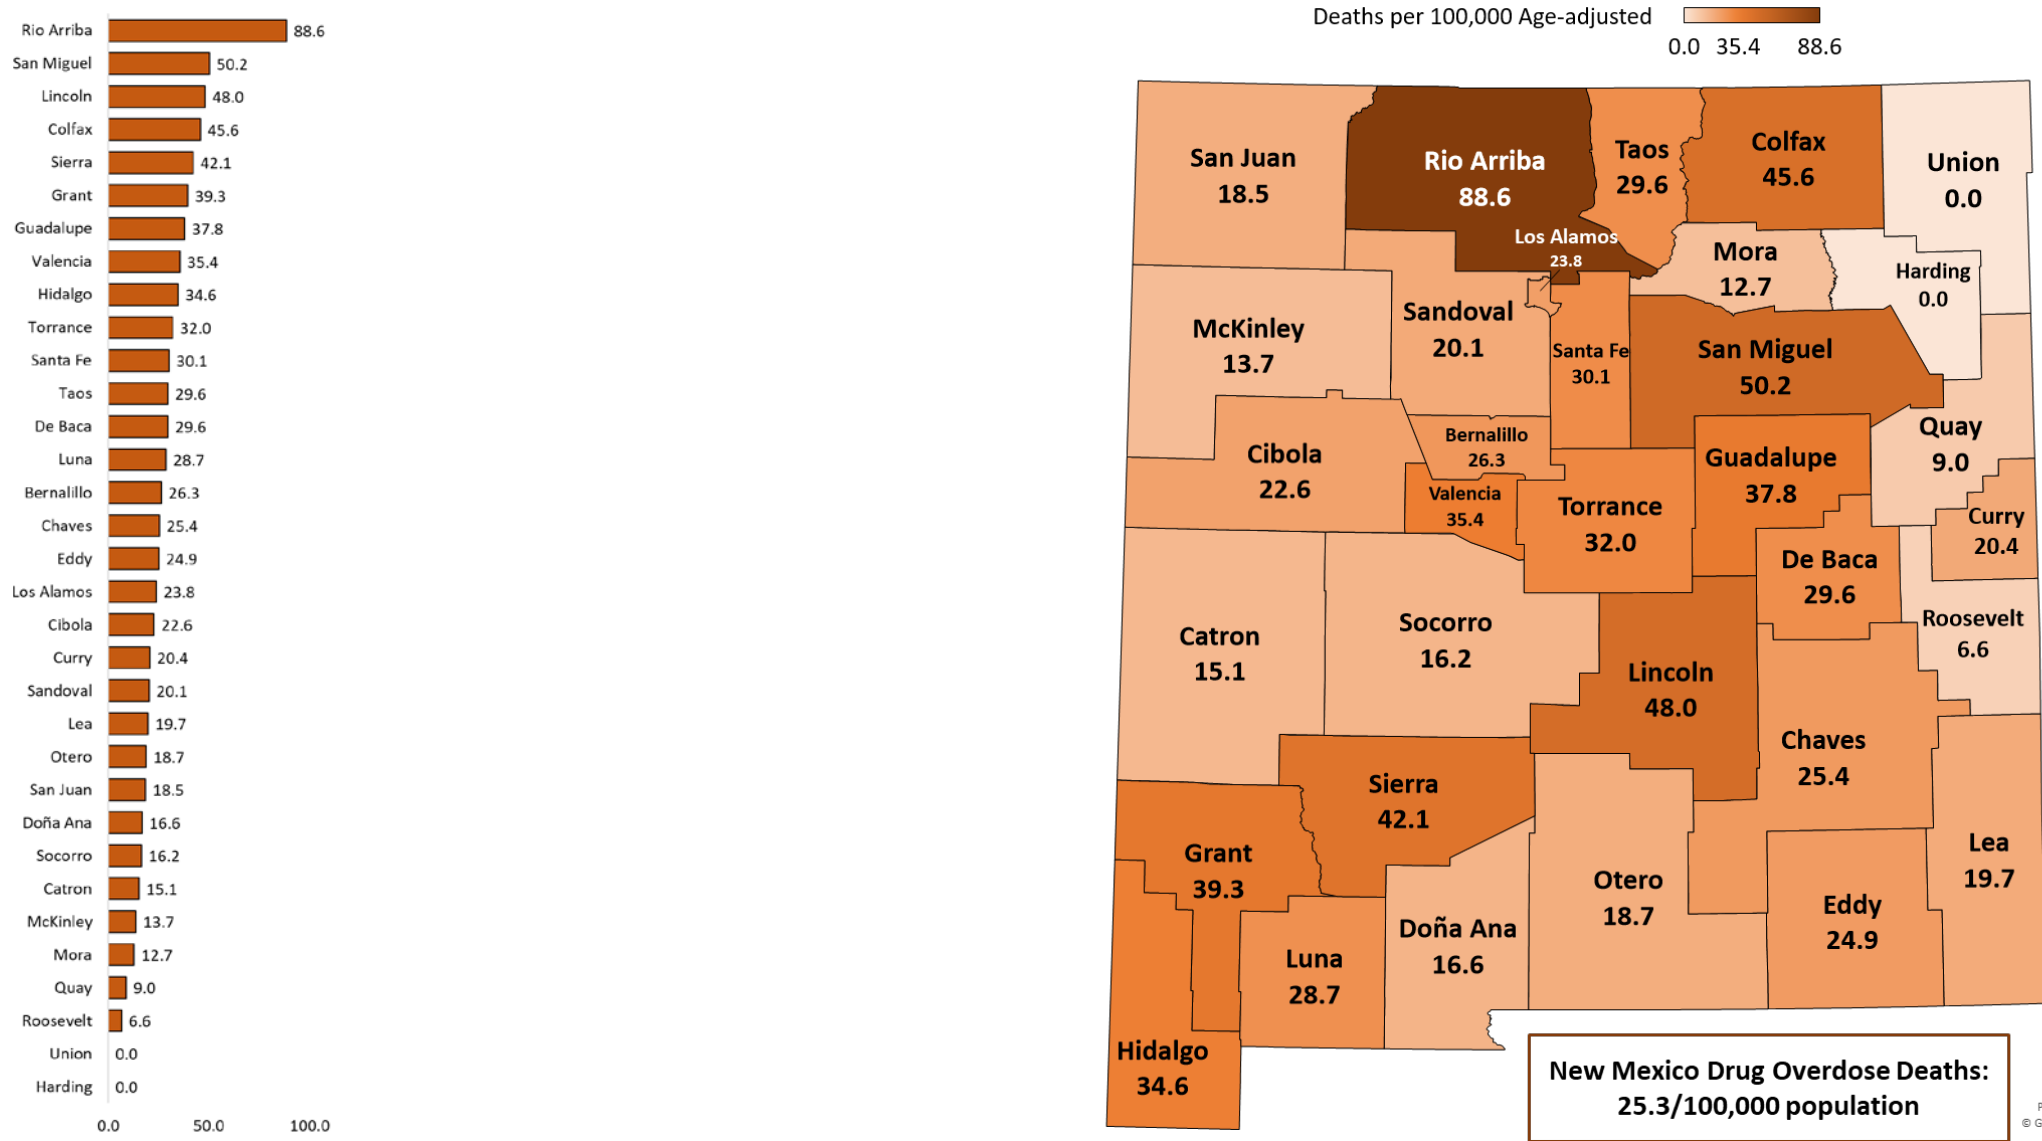 Rio Arriba 88.6
San Miguel 50.2
Lincoln 48.0
Colfax 45.6
Sierra 42.1
Grant 39.3
Guadalupe 37.8
Valencia 35.4
Hidalgo 34.6
Torrance 32.0
Santa Fe 30.1
Taos 29.6
De Baca 29.6
Luna 28.7
Bernalillo 26.3
Chaves 25.4
Eddy 24.9
Los Alamos 23.8
Cibola 22.6
Curry 20.4
Sandoval 20.1
Lea 19.7
Otero 18.7
San Juan 18.5
Doña Ana 16.6
Socorro 16.2
Catron 15.1
McKinley 13.7
Mora 12.7
Quay 9.0
Roosevelt 6.6
Union 0.0
Harding 0.0
0.0 50.0 100.0
Deaths per 100,000 Age-adjusted
0.0 35.4 88.6
San Juan
18.5
Rio Arriba
88.6
Taos
29.6
Colfax
45.6
Union
0.0
Los Alamos
23.8
Mora
12.7
Harding
0.0
McKinley
13.7
Sandoval
20.1
Santa Fe
30.1
San Miguel
50.2
Quay
9.0
Cibola
22.6
Bernalillo
26.3
Valencia
35.4
Torrance
32.0
Guadalupe
37.8
Curry
20.4
De Baca
29.6
Roosevelt
6.6
Catron
15.1
Socorro
16.2
Lincoln
48.0
Chaves
25.4
Sierra
42.1
Grant
39.3
Otero
18.7
Lea
19.7
Eddy
24.9
Doña Ana
16.6
Luna
28.7
Hidalgo
34.6
New Mexico Drug Overdose Deaths:
25.3/100,000 population